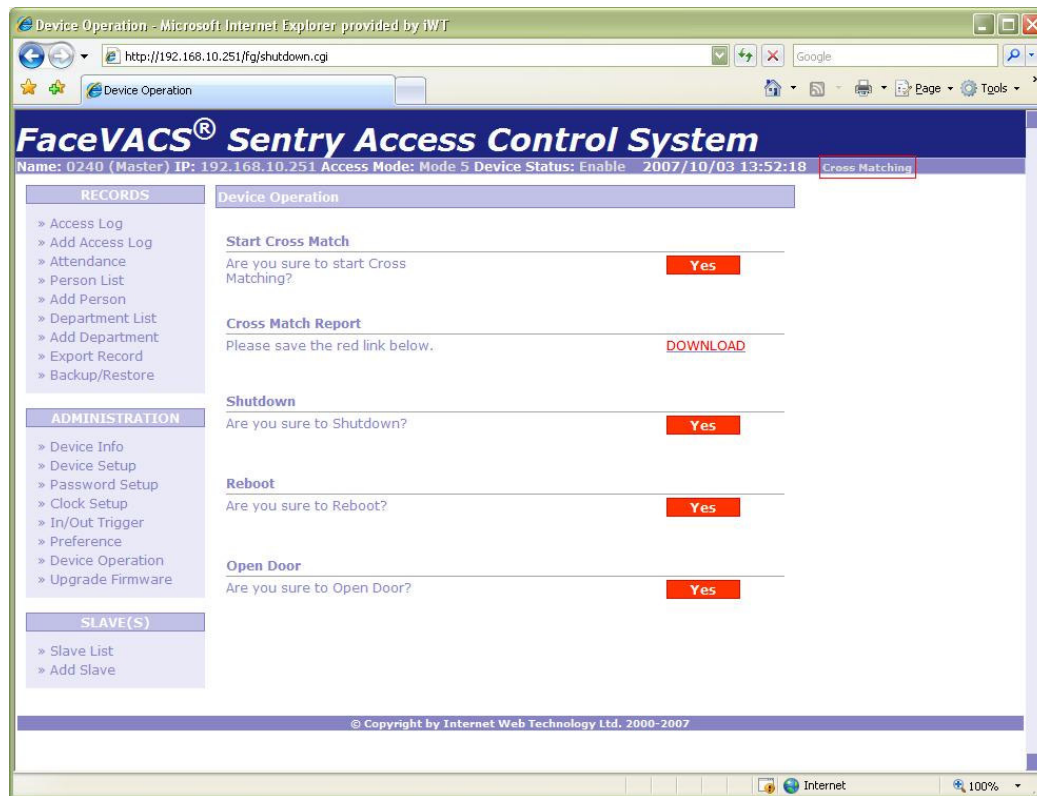 Device Operation - Microsoft Internet Explorer provided by iWT
http://192.168.10.251/fg/shutdown.cgi
Google
Device Operation
Page
Tools
FaceVACS® Sentry Access Control System
Name: 0240 (Master) IP: 192.168.10.251 Access Mode: Mode 5 Device Status: Enable 2007/10/03 13:52:18 Cross Matching
RECORDS
» Access Log
» Add Access Log
» Attendance
» Person List
» Add Person
» Department List
» Add Department
» Export Record
» Backup/Restore
ADMINISTRATION
» Device Info
» Device Setup
» Password Setup
» Clock Setup
» In/Out Trigger
» Preference
» Device Operation
» Upgrade Firmware
SLAVE(S)
» Slave List
» Add Slave
Device Operation
Start Cross Match
Are you sure to start Cross
Matching?
Yes
Cross Match Report
Please save the red link below.
DOWNLOAD
Shutdown
Are you sure to Shutdown?
Yes
Reboot
Are you sure to Reboot?
Yes
Open Door
Are you sure to Open Door?
Yes
© Copyright by Internet Web Technology Ltd. 2000-2007
Internet
100%